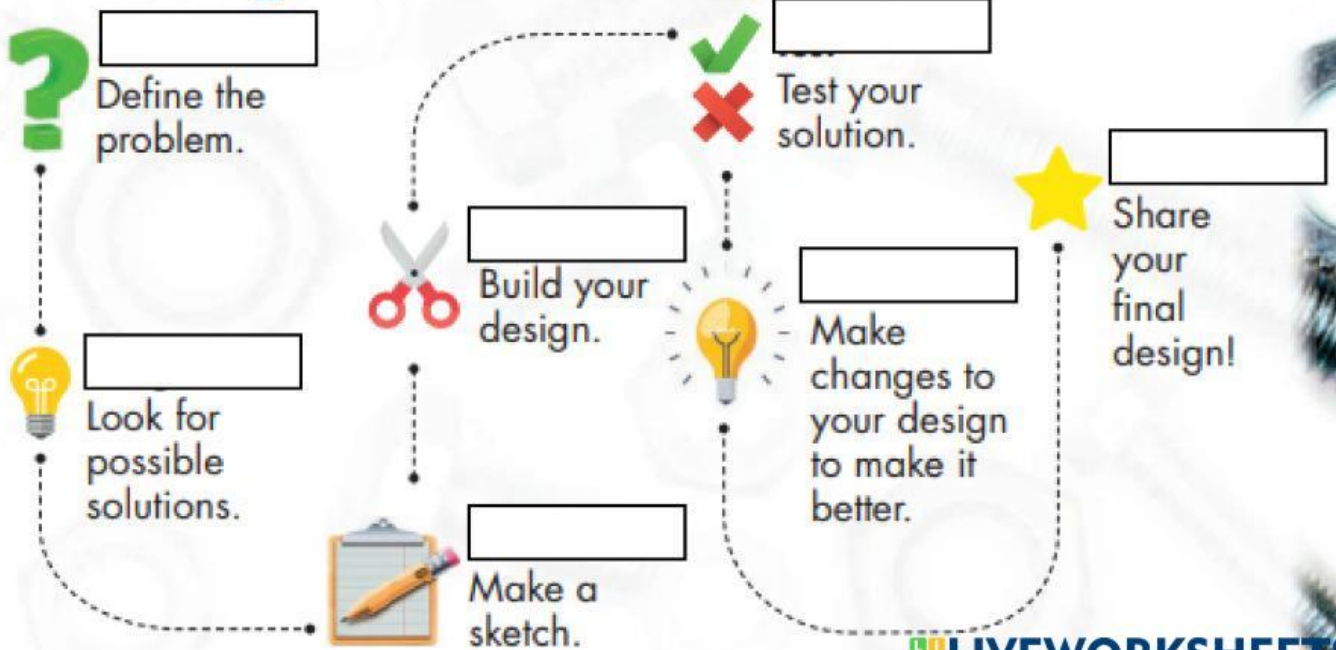 Define the
problem.
Look for
possible
solutions.
Make a
sketch.
Build your
design.
Test your
solution.
Make
changes to
your design
to make it
better.
Share
your
final
design!